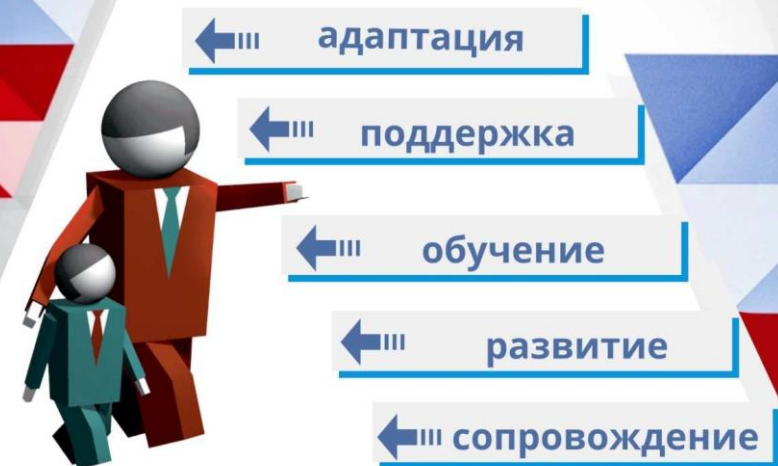 адаптация
поддержка
обучение
развитие
сопровождение